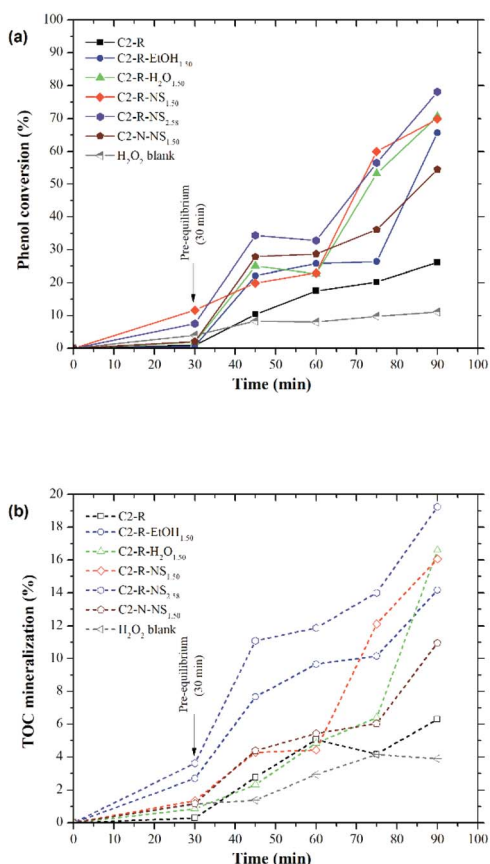 (a)
100
90
80
70
60
50
40
30
20
10
0
Phenol conversion (%)
C2-R
C2-R-EtOH1.50
C2-R-H2O1.50
C2-R-NS1.50
C2-R-NS2.58
C2-N-NS1.50
H2O2 blank
Pre-equilibrium
(30 min)
0 10 20 30 40 50 60 70 80 90 100
Time (min)
(b)
20
18
16
14
12
10
8
6
4
2
0
TOC mineralization (%)
C2-R
C2-R-EtOH1.50
C2-R-H2O1.50
C2-R-NS1.50
C2-R-NS2.58
C2-N-NS1.50
H2O2 blank
Pre-equilibrium
(30 min)
0 10 20 30 40 50 60 70 80 90 100
Time (min)